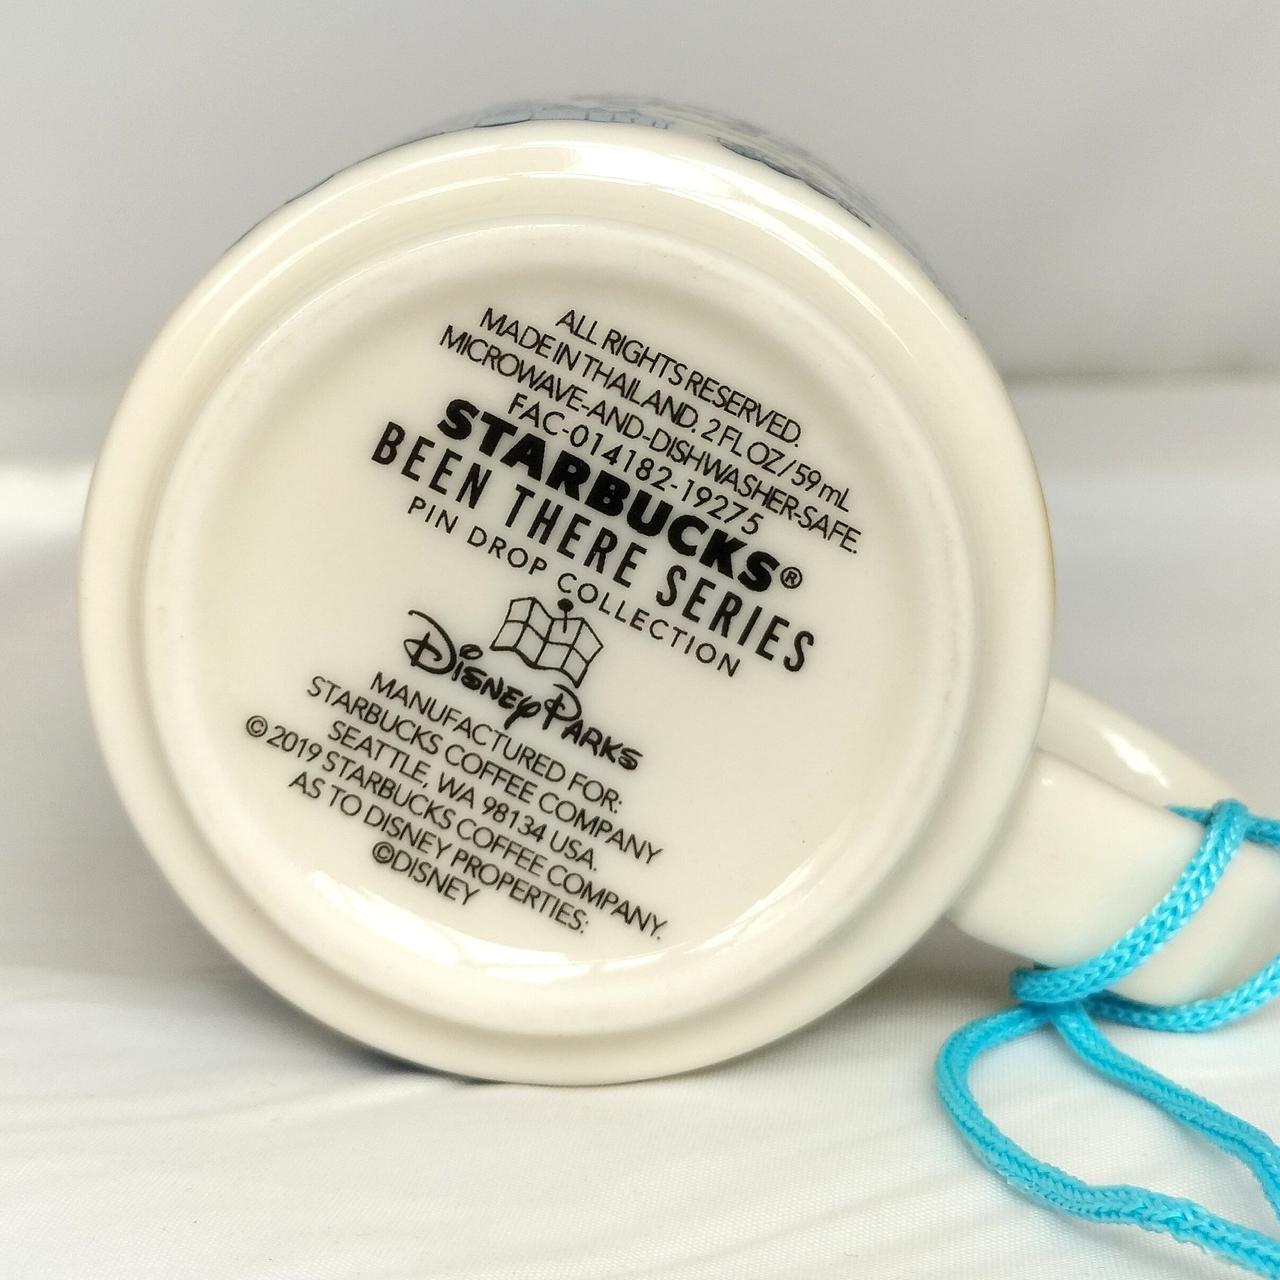 ALL RIGHTS RESERVED.
MADE IN THAILAND. 2 FL OZ/59 mL
MICROWAVE-AND-DISHWASHER-SAFE.
FAC-014182-19275
STARBUCKS®
BEEN THERE SERIES
PIN DROP COLLECTION
Disney Parks
MANUFACTURED FOR:
STARBUCKS COFFEE COMPANY
SEATTLE, WA 98134 USA.
© 2019 STARBUCKS COFFEE COMPANY.
AS TO DISNEY PROPERTIES:
©DISNEY